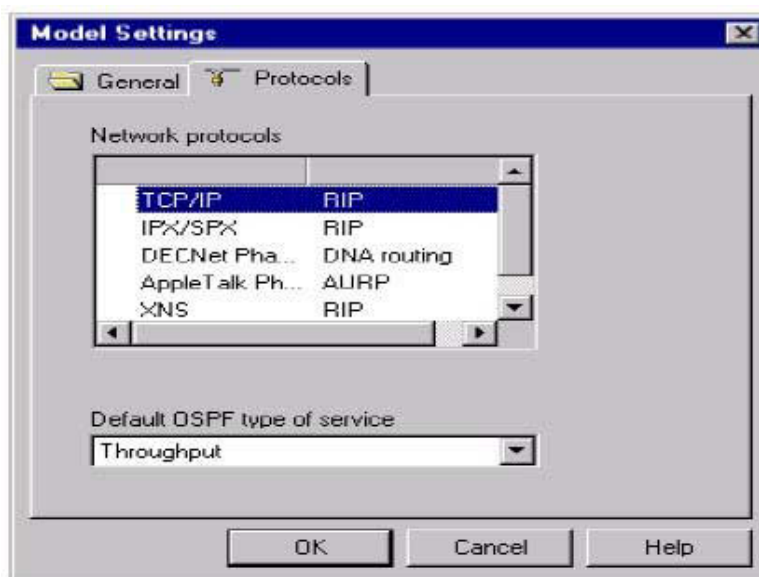 Model Settings
General Protocols
Network protocols
TCP/IP RIP
IPX/SPX RIP
DECNet Pha... DNA routing
AppleTalk Ph... AURP
XNS RIP
Default OSPF type of service
Throughput
OK Cancel Help